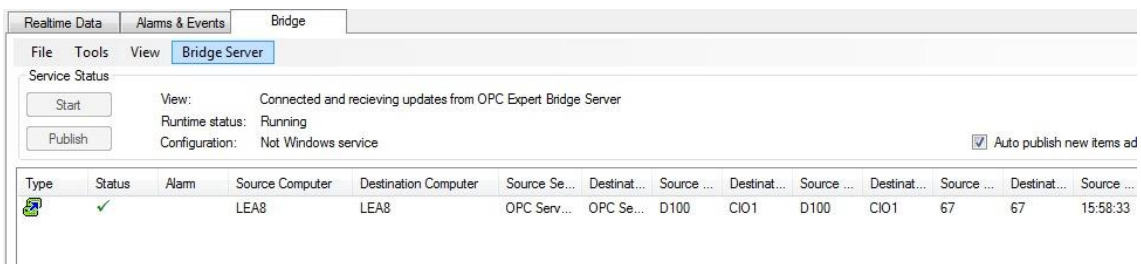 Realtime Data Alarms & Events Bridge
File Tools View Bridge Server
Service Status
Start View: Connected and recieving updates from OPC Expert Bridge Server
Runtime status: Running
Publish Configuration: Not Windows service Auto publish new items ad
Type Status Alarm Source Computer Destination Computer Source Se... Destinat... Source ... Destinat... Source ... Destinat... Source ... Destinat... Source ...
LEA8 LEA8 OPC Serv... OPC Se... D100 CIO1 D100 CIO1 67 67 15:58:33